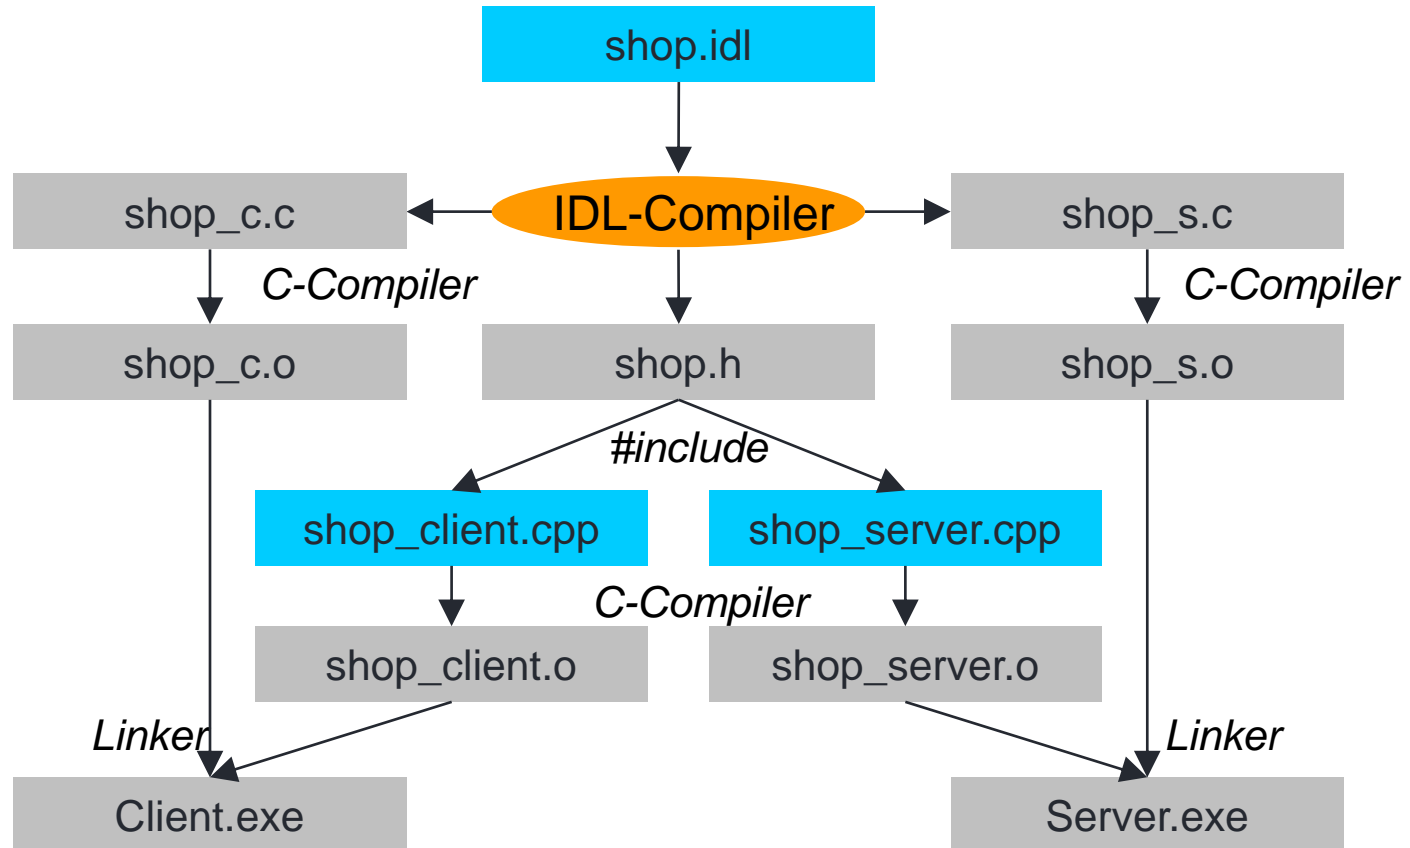 shop.idl
shop_c.c
IDL-Compiler
shop_s.c
C-Compiler
C-Compiler
shop_c.o
shop.h
shop_s.o
#include
shop_client.cpp
shop_server.cpp
C-Compiler
shop_client.o
shop_server.o
Linker
Linker
Client.exe
Server.exe